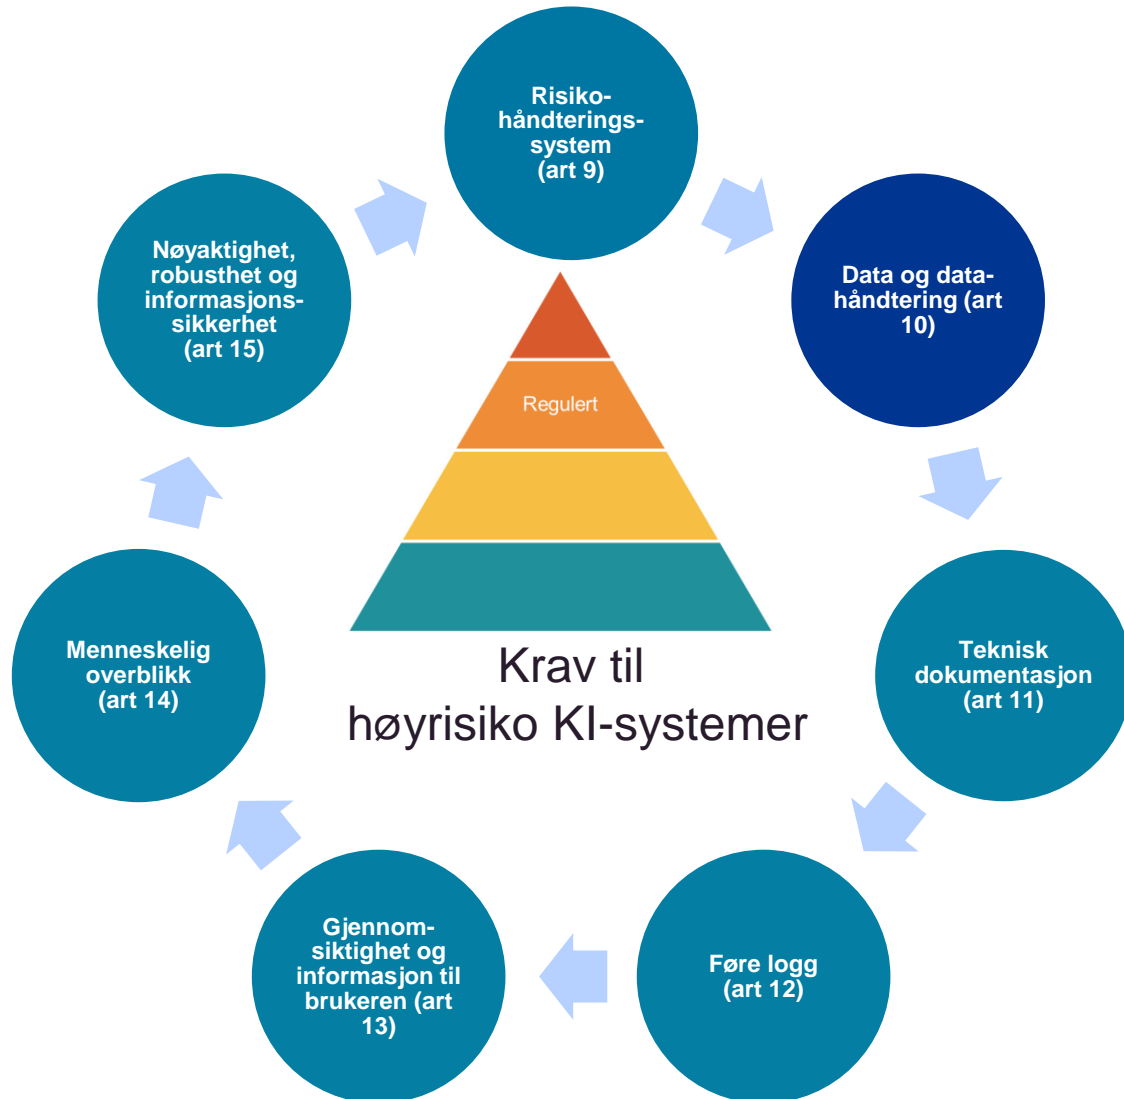 Risiko-
håndterings-
system
(art 9)
Data og data-
håndtering (art
10)
Teknisk
dokumentasjon
(art 11)
Føre logg
(art 12)
Gjennom-
siktighet og
informasjon til
brukeren (art
13)
Menneskelig
overblikk
(art 14)
Nøyaktighet,
robusthet og
informasjons-
sikkerhet
(art 15)
Regulert
Krav til
høyrisiko KI-systemer